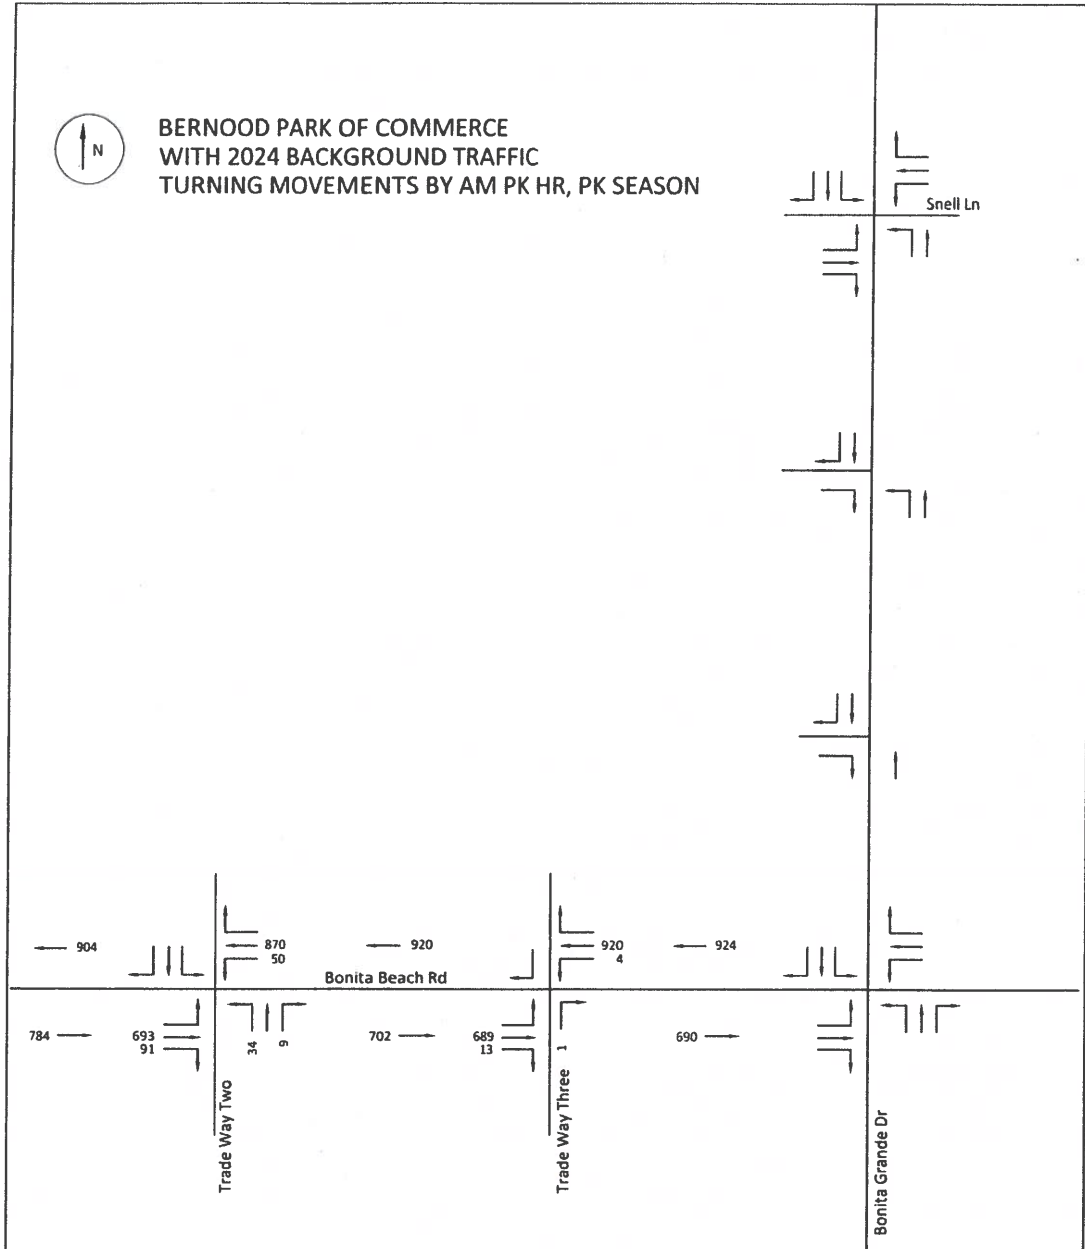 N
BERNOOD PARK OF COMMERCE
WITH 2024 BACKGROUND TRAFFIC
TURNING MOVEMENTS BY AM PK HR, PK SEASON
Snell Ln
904
870
50
920
920
4
924
Bonita Beach Rd
784
693
91
34
9
702
689
13
1
690
Trade Way Two
Trade Way Three
Bonita Grande Dr